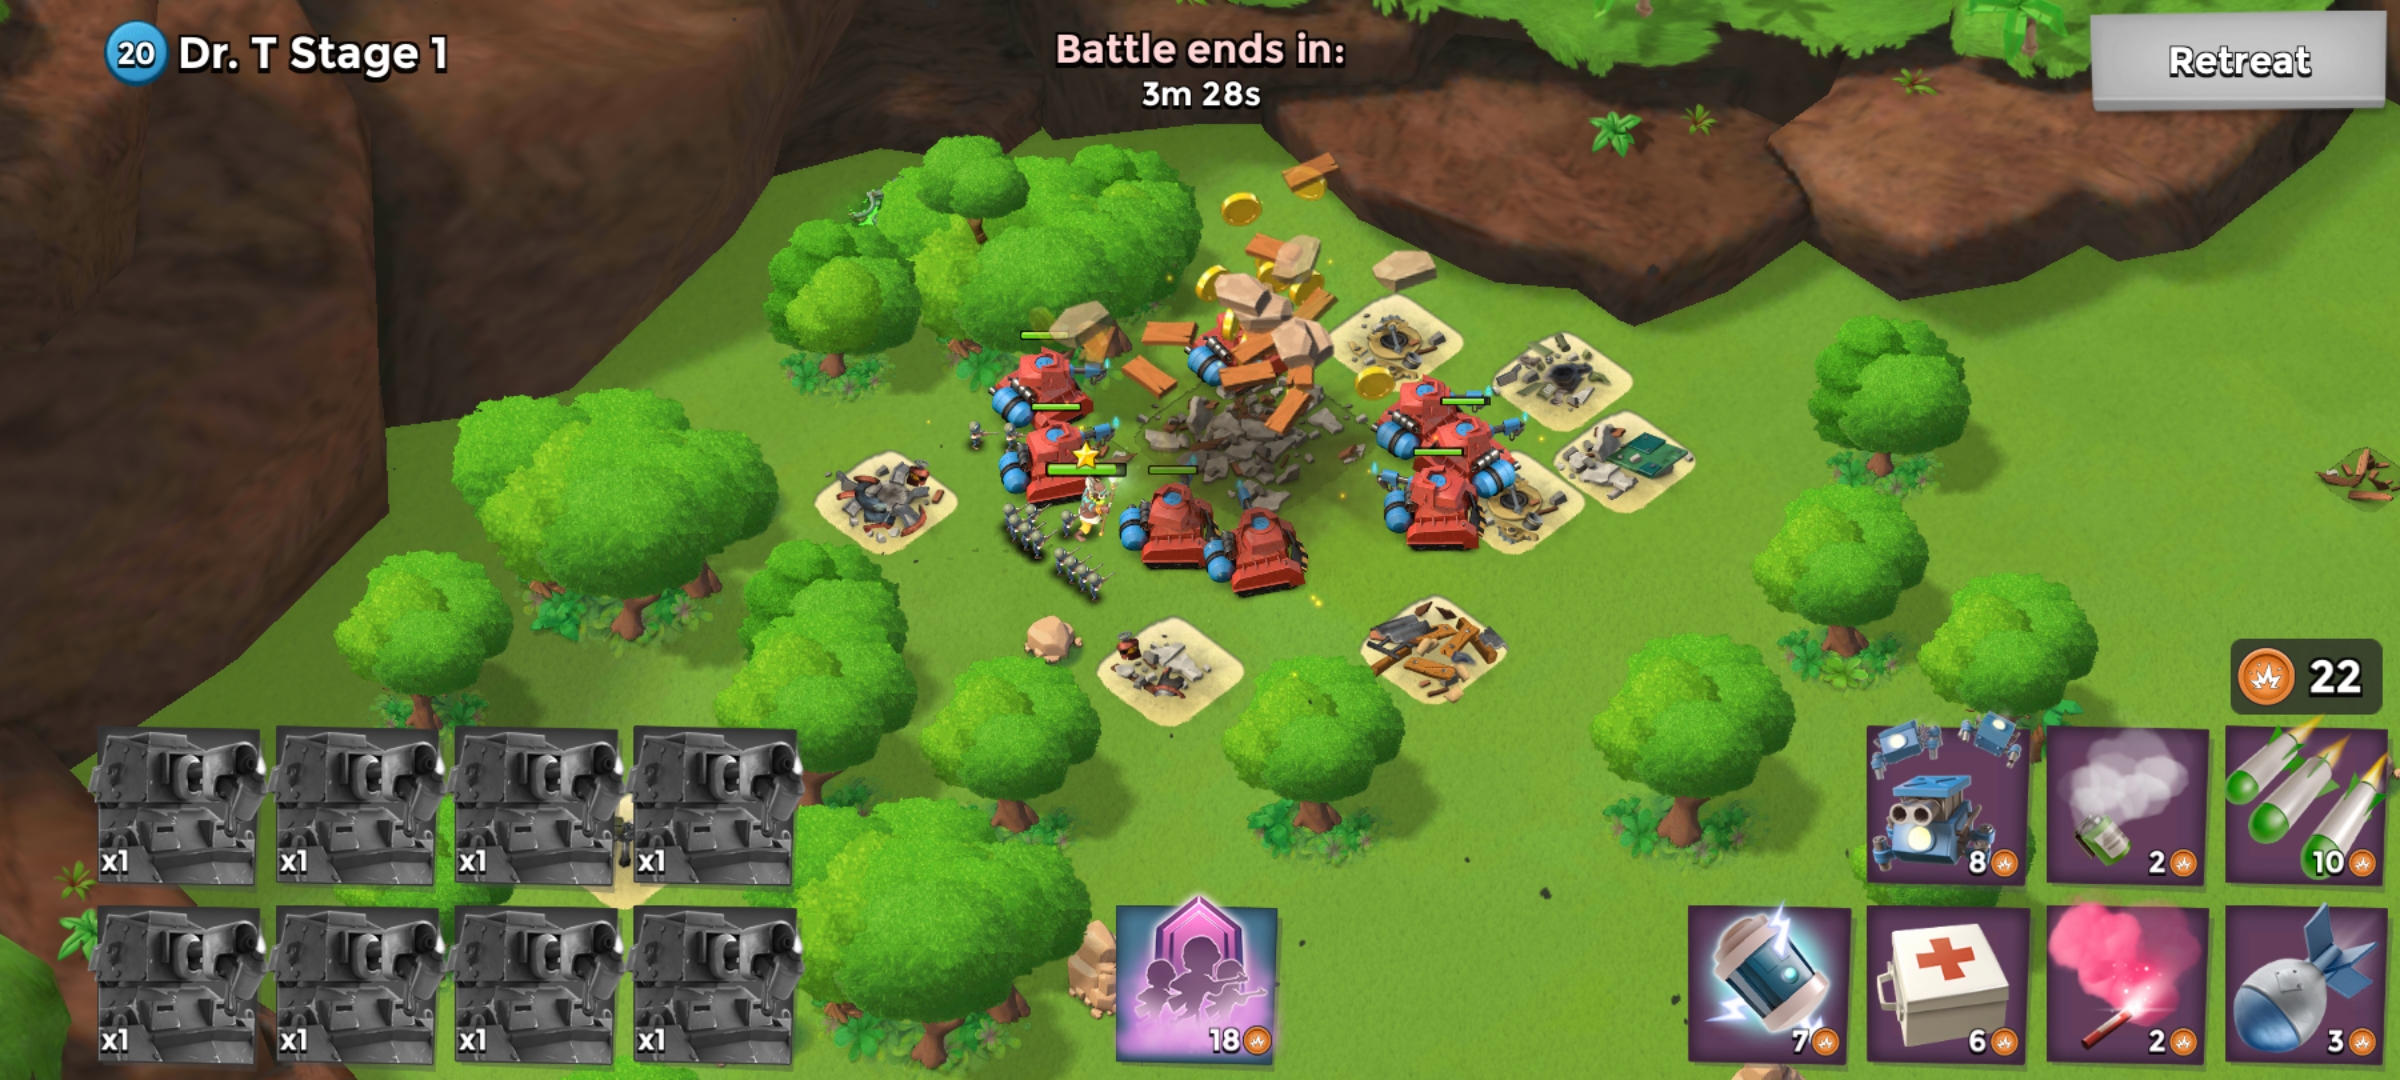 20 Dr. T Stage 1
Battle ends in:
3m 28s
Retreat
22
x1 x1 x1 x1
8 2 10
x1 x1 x1 x1
18
7 6 2 3